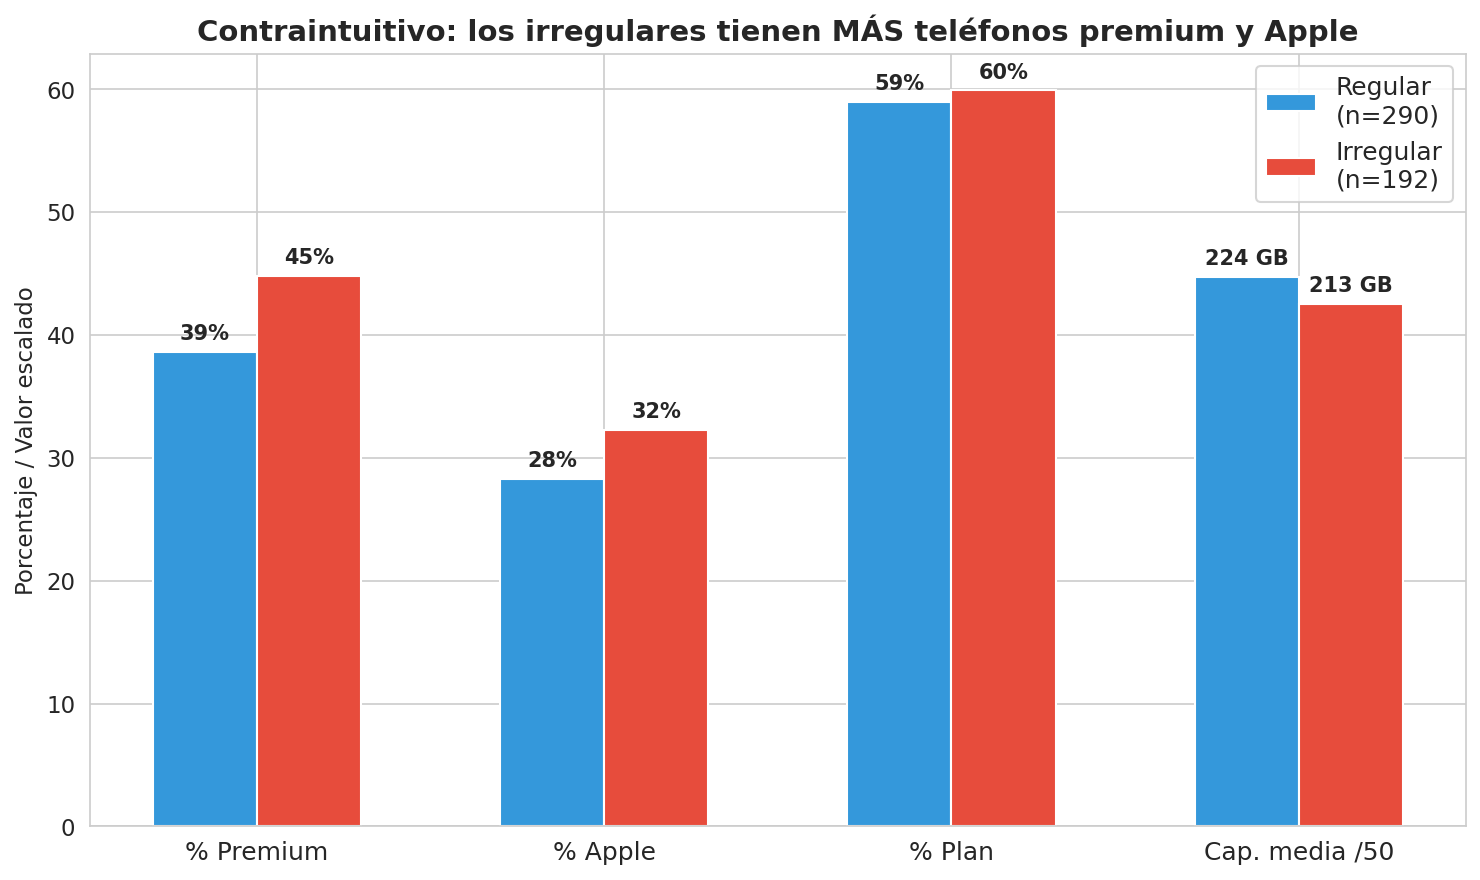 Contraintuitivo: los irregulares tienen MÁS teléfonos premium y Apple
Regular
(n=290)
Irregular
(n=192)
Porcentaje / Valor escalado
60
50
40
30
20
10
0
39%
45%
28%
32%
59%
60%
224 GB
213 GB
% Premium
% Apple
% Plan
Cap. media /50